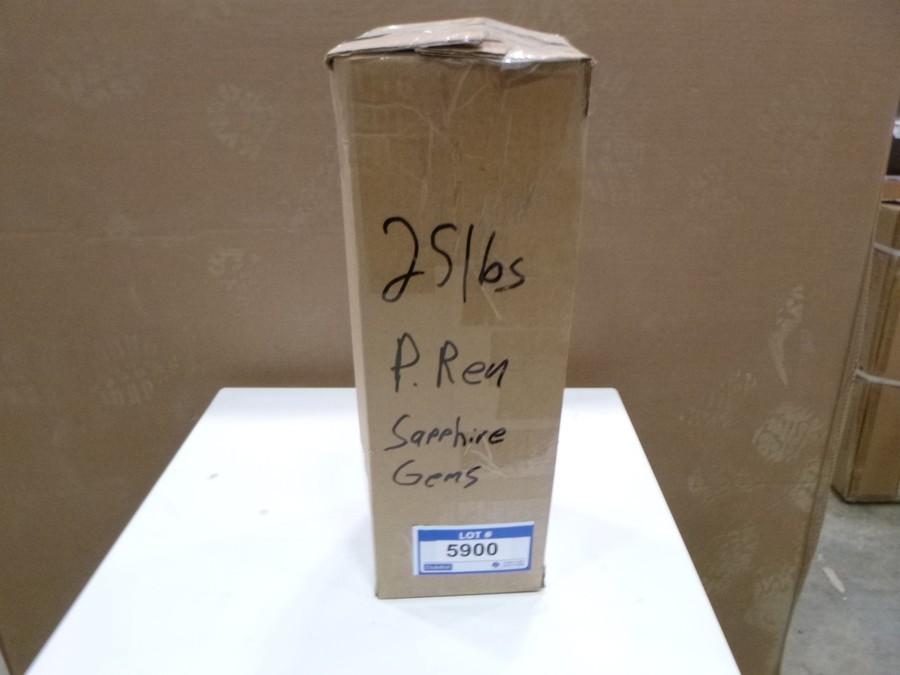 25lbs
P. Ren
Sapphire
Gems
LOT #
5900